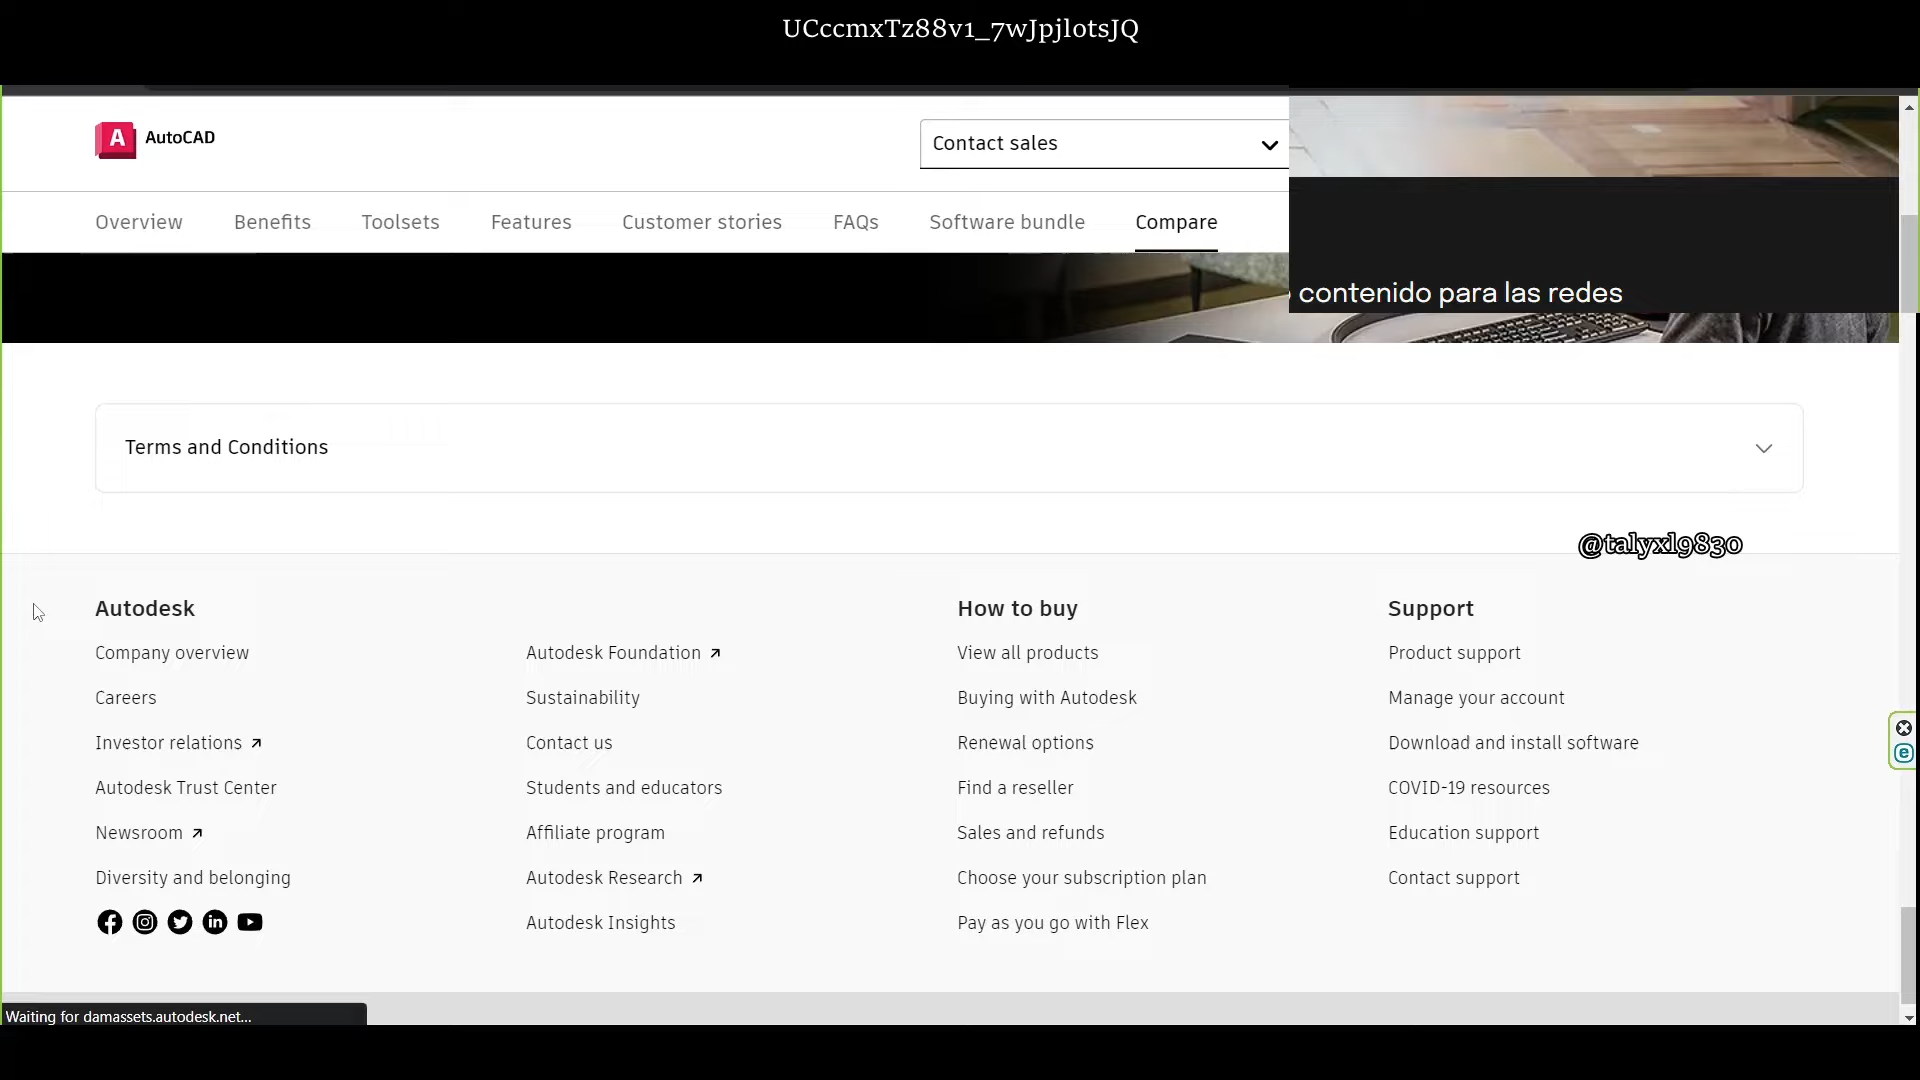 UCccmxTz88v1_7wJpjlotsJQ
A AutoCAD
Contact sales
Overview Benefits Toolsets Features Customer stories FAQs Software bundle Compare
contenido para las redes
Terms and Conditions
@talyxl9830
Autodesk
Company overview
Careers
Investor relations
Autodesk Trust Center
Newsroom
Diversity and belonging
Autodesk Foundation
Sustainability
Contact us
Students and educators
Affiliate program
Autodesk Research
Autodesk Insights
How to buy
View all products
Buying with Autodesk
Renewal options
Find a reseller
Sales and refunds
Choose your subscription plan
Pay as you go with Flex
Support
Product support
Manage your account
Download and install software
COVID-19 resources
Education support
Contact support
Waiting for damassets.autodesk.net...